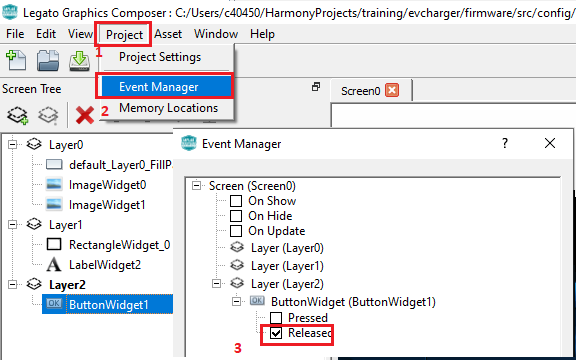 Legato Graphics Composer : C:/Users/c40450/HarmonyProjects/training/evcharger/firmware/src/config/
File Edit View Project Asset Window Help
1
Project Settings
Event Manager
2
Memory Locations
Screen Tree
Screen0
Layer0
default_Layer0_FillP
ImageWidget0
ImageWidget1
Layer1
RectangleWidget_0
LabelWidget2
Layer2
OK ButtonWidget1
Event Manager
?
Screen (Screen0)
On Show
On Hide
On Update
Layer (Layer0)
Layer (Layer1)
Layer (Layer2)
OK ButtonWidget (ButtonWidget1)
Pressed
Released
3